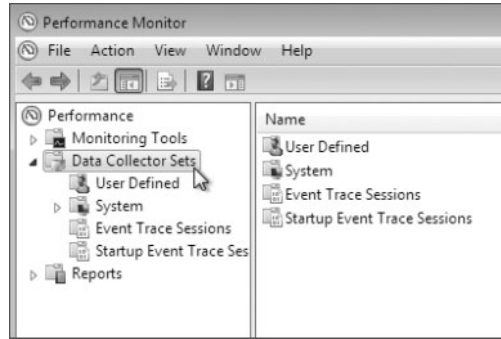 Performance Monitor
File Action View Window Help
Performance
Monitoring Tools
Data Collector Sets
User Defined
System
Event Trace Sessions
Startup Event Trace Ses
Reports
Name
User Defined
System
Event Trace Sessions
Startup Event Trace Sessions